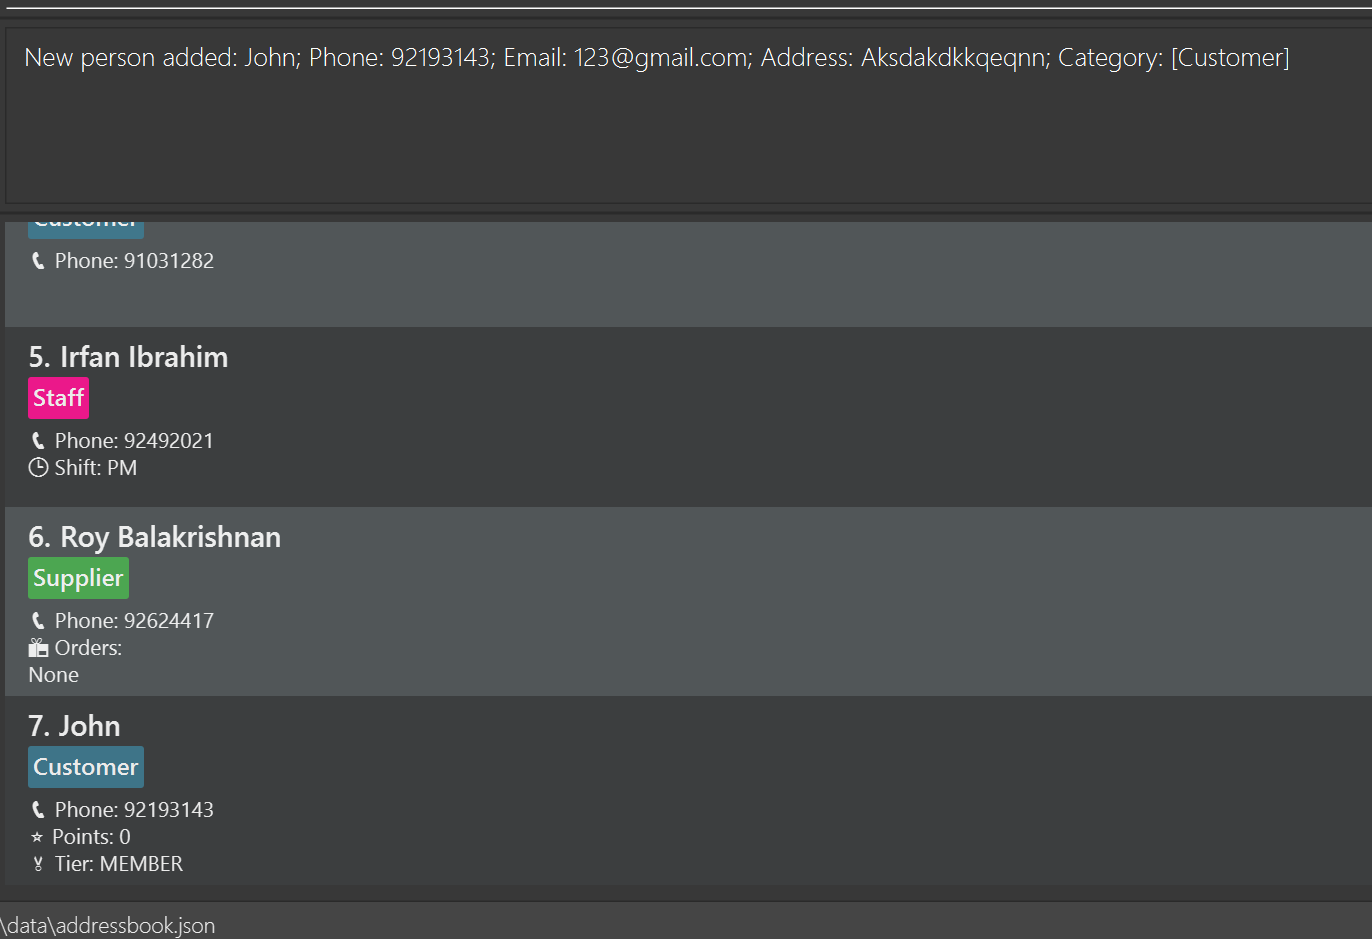 New person added: John; Phone: 92193143; Email: 123@gmail.com; Address: Aksdakdkkqeqnn; Category: [Customer]
Customer
Phone: 91031282
5. Irfan Ibrahim
Staff
Phone: 92492021
Shift: PM
6. Roy Balakrishnan
Supplier
Phone: 92624417
Orders:
None
7. John
Customer
Phone: 92193143
Points: 0
Tier: MEMBER
\data\addressbook.json